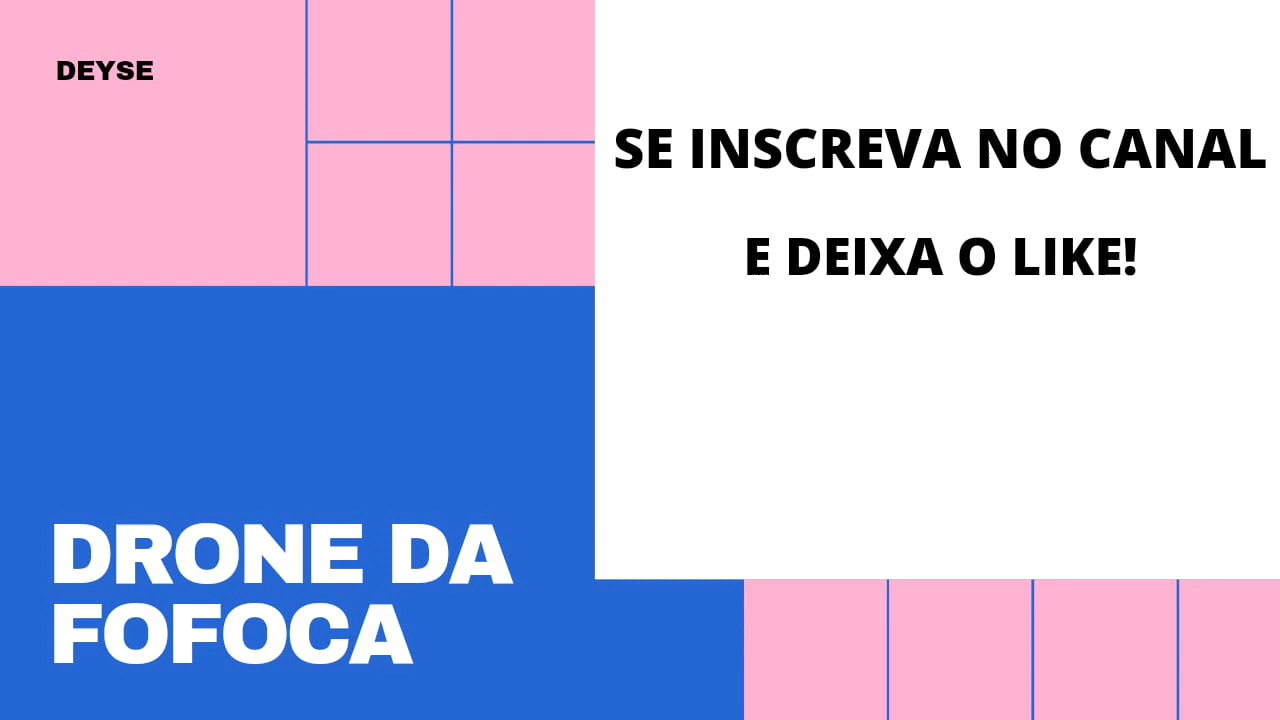 DEYSE
SE INSCREVA NO CANAL
E DEIXA O LIKE!
DRONE DA
FOFOCA